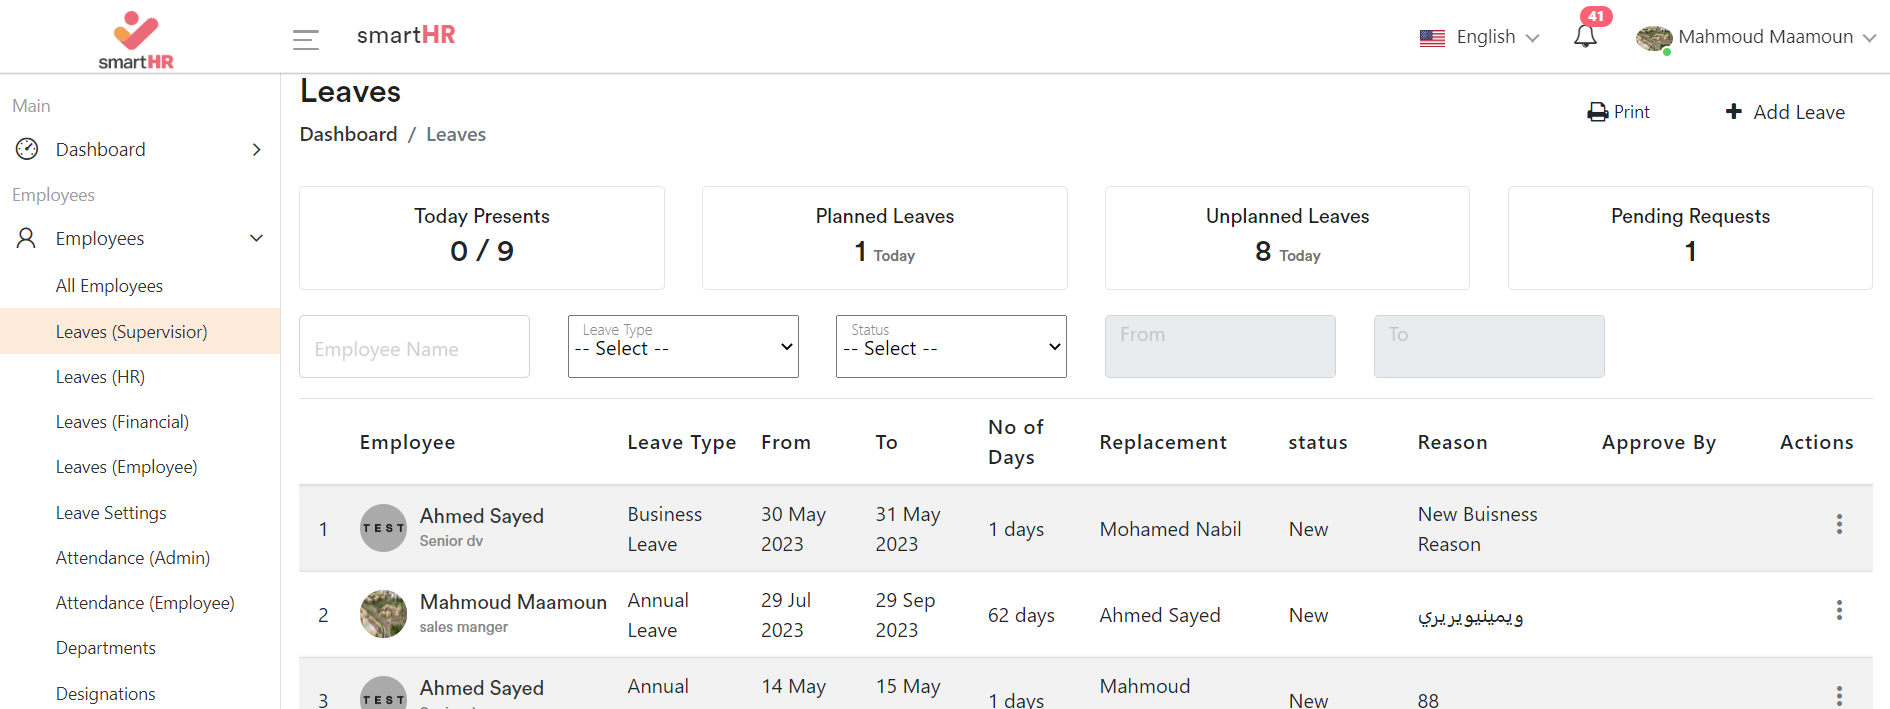 smartHR
smartHR
English
41
Mahmoud Maamoun
Main
Dashboard
Employees
Employees
All Employees
Leaves (Supervisior)
Leaves (HR)
Leaves (Financial)
Leaves (Employee)
Leave Settings
Attendance (Admin)
Attendance (Employee)
Departments
Designations
Leaves
Dashboard / Leaves
Print
Add Leave
Today Presents
0 / 9
Planned Leaves
1 Today
Unplanned Leaves
8 Today
Pending Requests
1
Employee Name
Leave Type
-- Select --
Status
-- Select --
From
To
Employee Leave Type From To No of Days Replacement status Reason Approve By Actions
1 TEST Ahmed Sayed
Senior dv
Business Leave
30 May 2023
31 May 2023
1 days
Mohamed Nabil
New
New Buisness Reason
2 Mahmoud Maamoun
sales manger
Annual Leave
29 Jul 2023
29 Sep 2023
62 days
Ahmed Sayed
New
ويمينيويريري
3 TEST Ahmed Sayed
Annual
14 May
15 May
1 days
Mahmoud
New
88